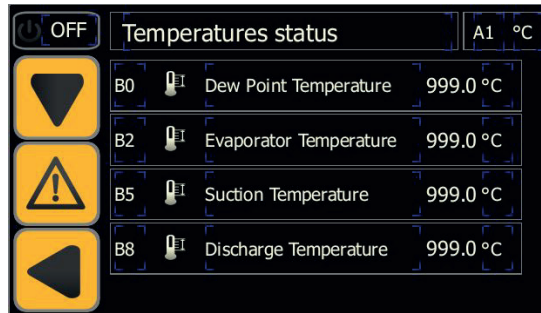 OFF Temperatures status A1 °C
B0 Dew Point Temperature 999.0 °C
B2 Evaporator Temperature 999.0 °C
B5 Suction Temperature 999.0 °C
B8 Discharge Temperature 999.0 °C